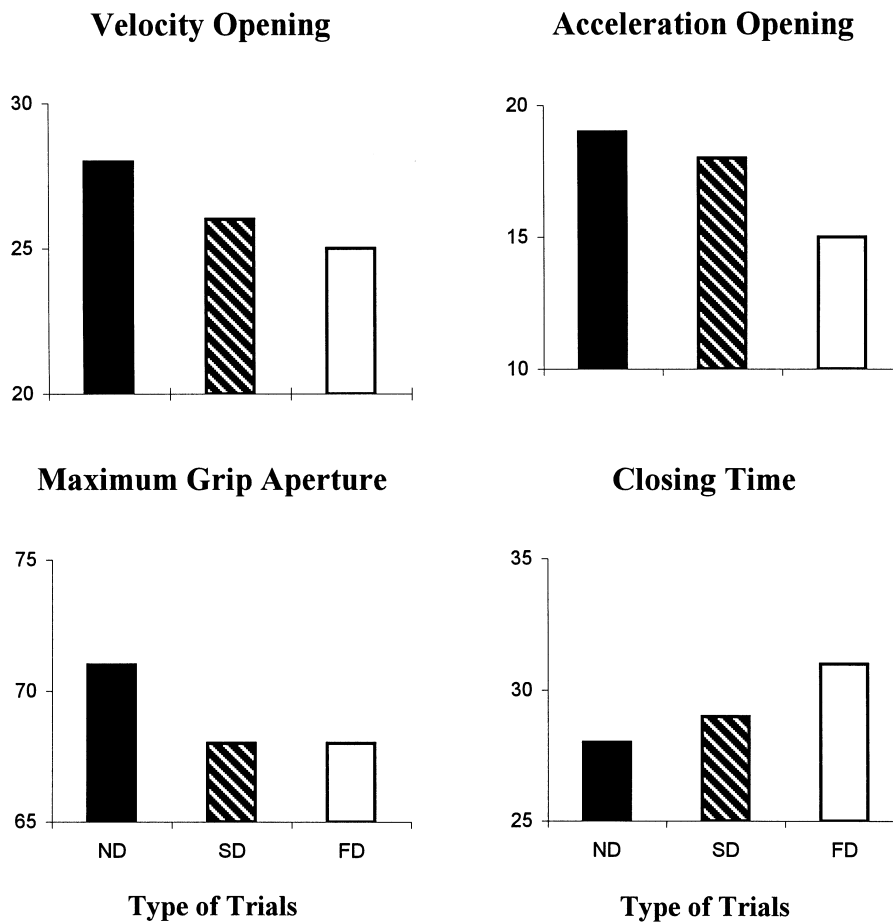 Velocity Opening
30
25
20
Acceleration Opening
20
15
10
Maximum Grip Aperture
75
70
65
ND SD FD
Type of Trials
Closing Time
35
30
25
ND SD FD
Type of Trials